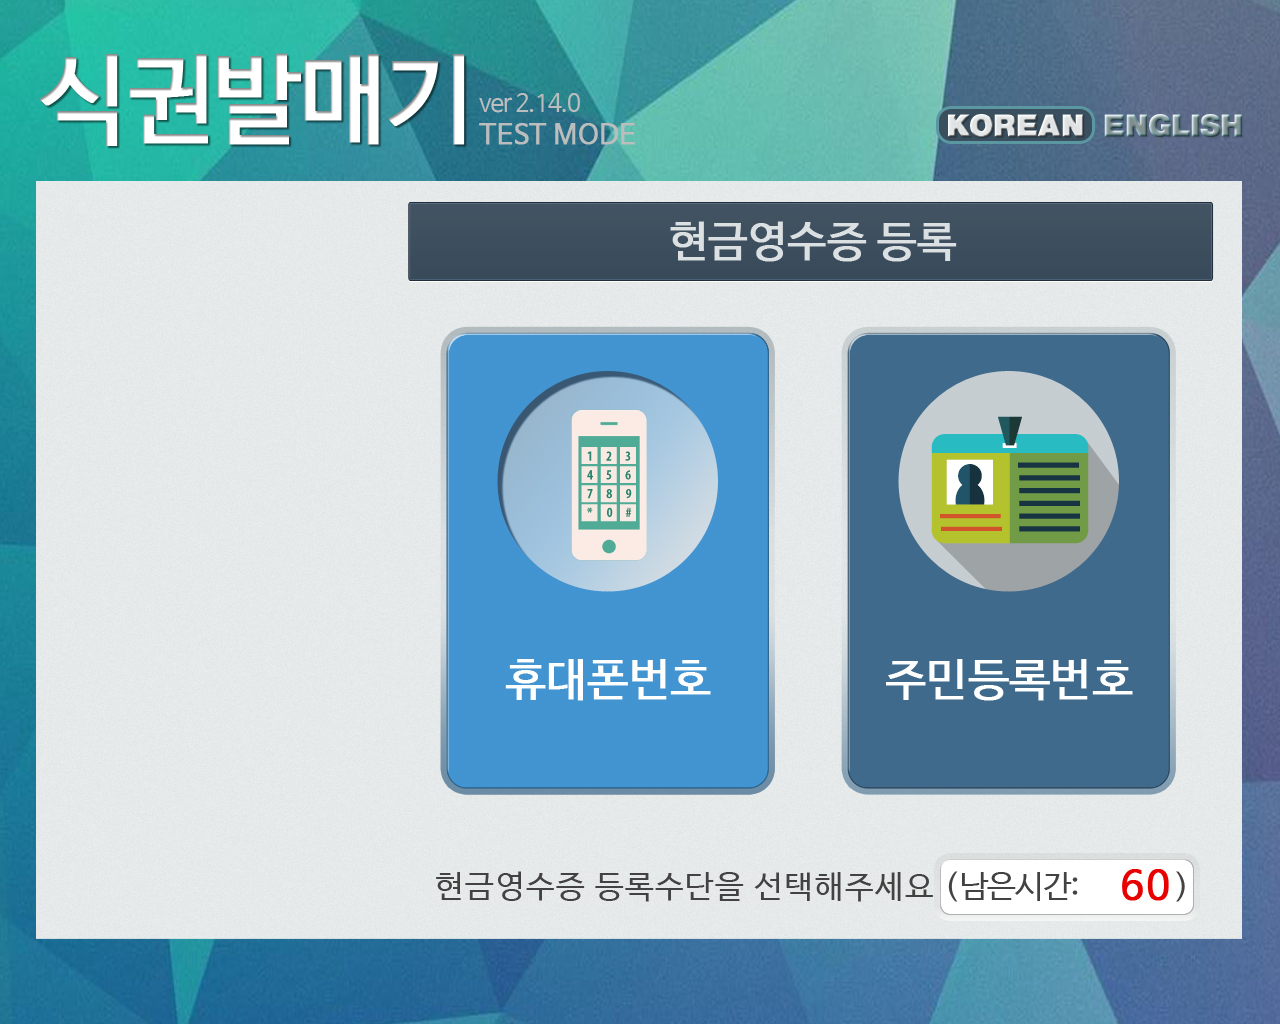 식권발매기
ver 2.14.0
TEST MODE
KOREAN ENGLISH
현금영수증 등록
1 2 3
4 5 6
7 8 9
* 0 #
휴대폰번호
주민등록번호
현금영수증 등록수단을 선택해주세요 (남은시간: 60)